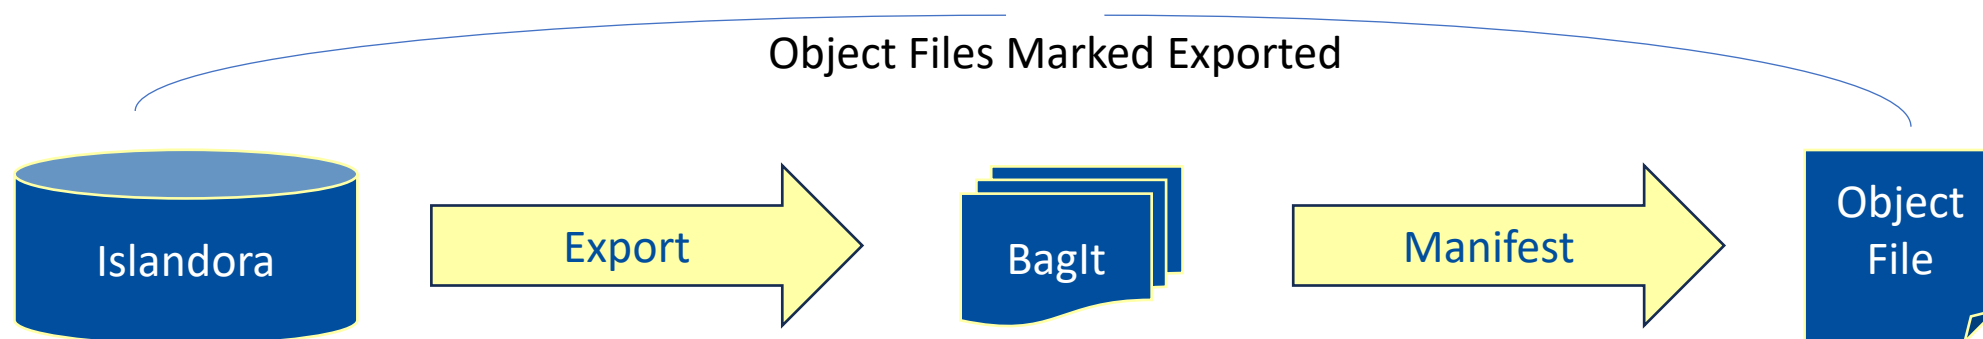 Object Files Marked Exported
Islandora
Export
BagIt
Manifest
Object
File